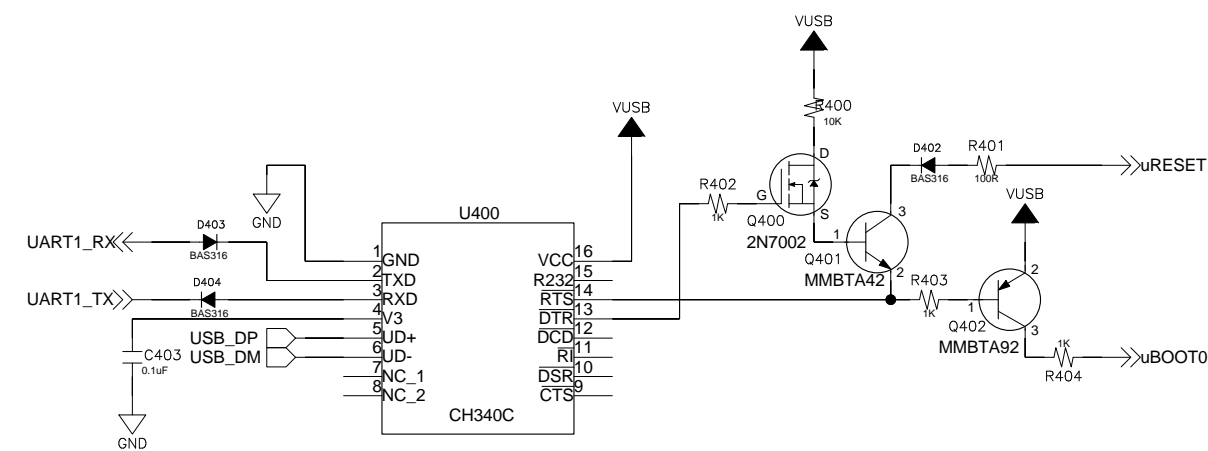 VUSB
R400
10K
VUSB
D402
BAS316
R401
100R
uRESET
D
G
S
R402
1K
Q400
2N7002
VUSB
GND
U400
3
1
2
Q401
MMBTA42
D403
BAS316
UART1_RX
1 GND
VCC 16
2 TXD
R232 15
D404
BAS316
UART1_TX
3 RXD
RTS 14
4 V3
DTR 13
USB_DP
5 UD+
DCD 12
USB_DM
6 UD-
RI 11
7 NC_1
DSR 10
8 NC_2
CTS 9
CH340C
R403
1K
2
1
3
Q402
MMBTA92
1K
R404
uBOOT0
C403
0.1uF
GND